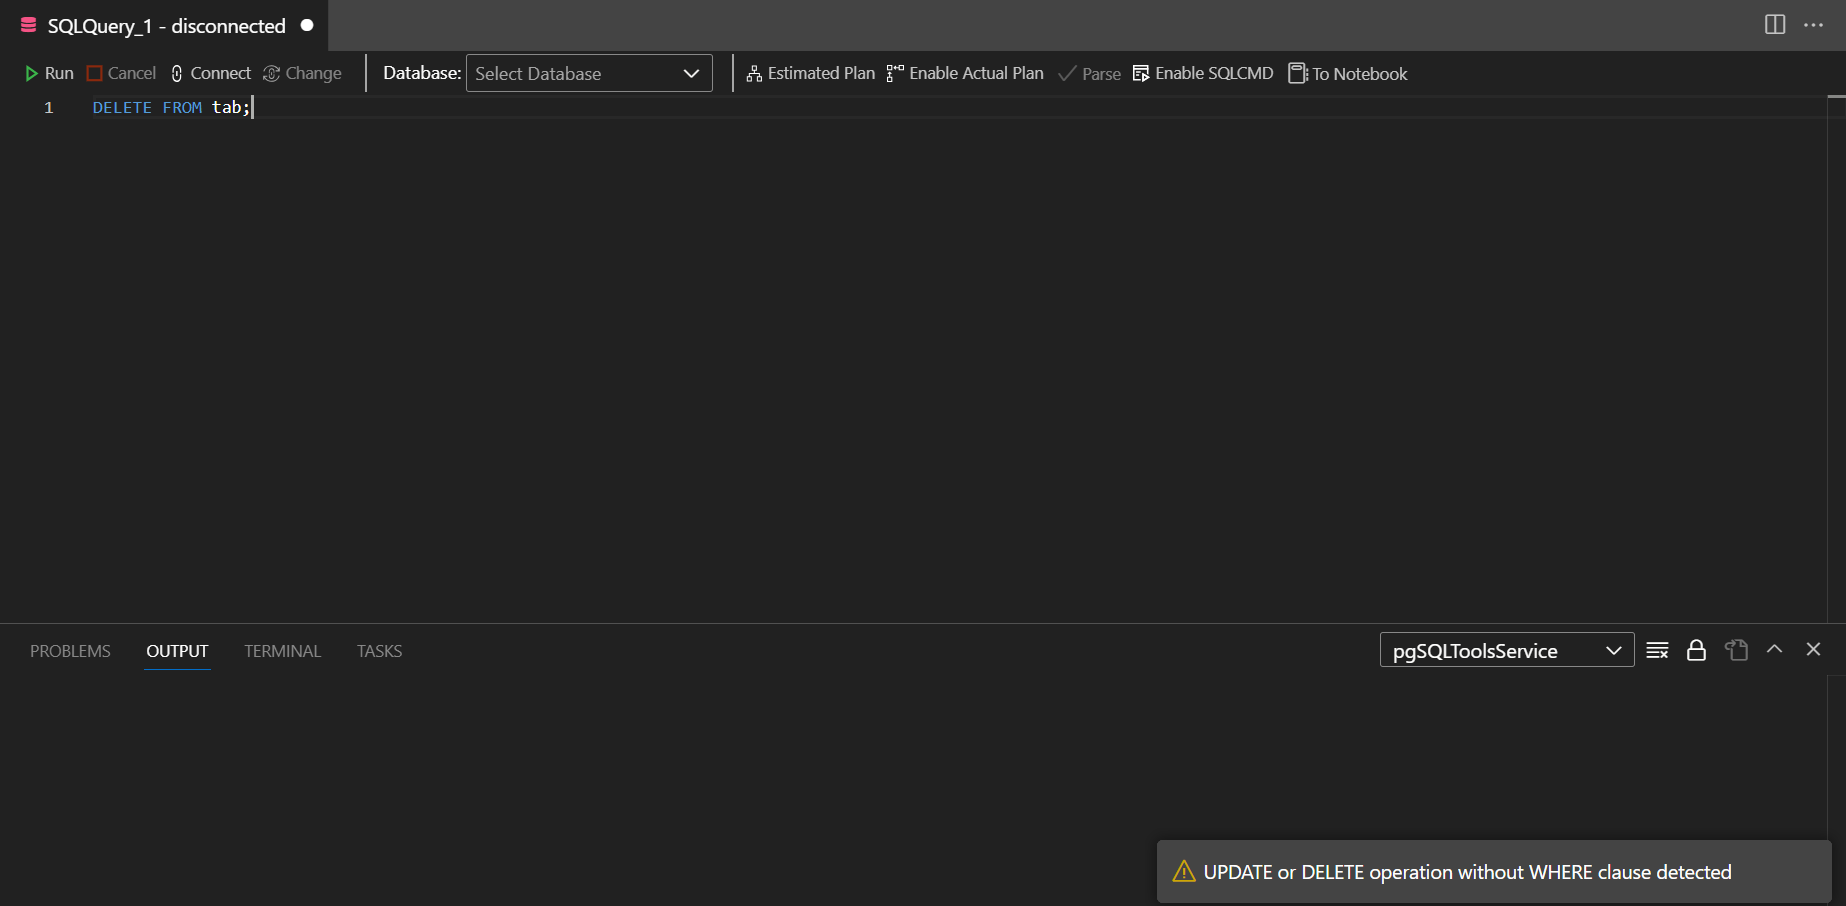 SQLQuery_1 - disconnected
Run Cancel Connect Change Database: Select Database Estimated Plan Enable Actual Plan Parse Enable SQLCMD To Notebook
1 DELETE FROM tab;
PROBLEMS OUTPUT TERMINAL TASKS pgSQLToolsService
UPDATE or DELETE operation without WHERE clause detected